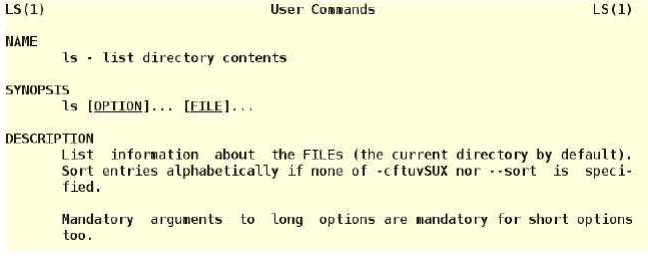 LS(1) User Commands LS(1)
NAME
ls - list directory contents
SYNOPSIS
ls [OPTION]... [FILE]...
DESCRIPTION
List information about the FILEs (the current directory by default).
Sort entries alphabetically if none of -cftuvSUX nor --sort is speci-
fied.
Mandatory arguments to long options are mandatory for short options
too.